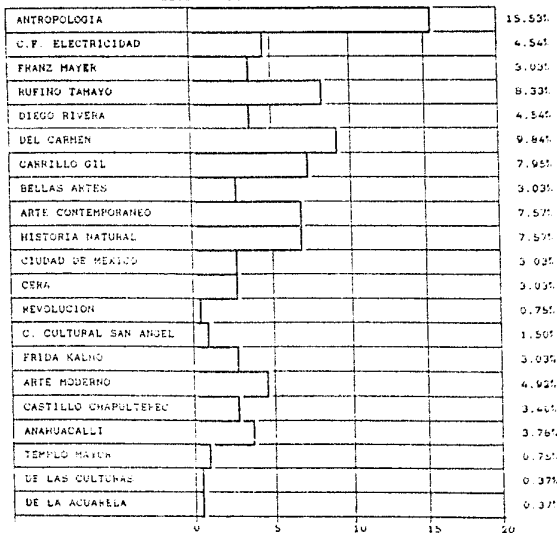 ANTROPOLOGIA 15.53%
C.F. ELECTRICIDAD 4.54%
FRANZ MAYER 3.03%
RUFINO TAMAYO 8.33%
DIEGO RIVERA 4.54%
DEL CARMEN 9.84%
CARRILLO GIL 7.95%
BELLAS ARTES 3.03%
ARTE CONTEMPORANEO 7.57%
HISTORIA NATURAL 7.57%
CIUDAD DE MEXICO 3.03%
CERA 3.03%
REVOLUCION 0.75%
C. CULTURAL SAN ANGEL 1.50%
FRIDA KALHO 3.03%
ARTE MODERNO 4.92%
CASTILLO CHAPULTEPEC
ANAHUACALLI 3.78%
TEMPLO MAYOR 0.75%
DE LAS CULTURAS 0.37%
DE LA ACUARELA 0.37%
0 5 10 15 20